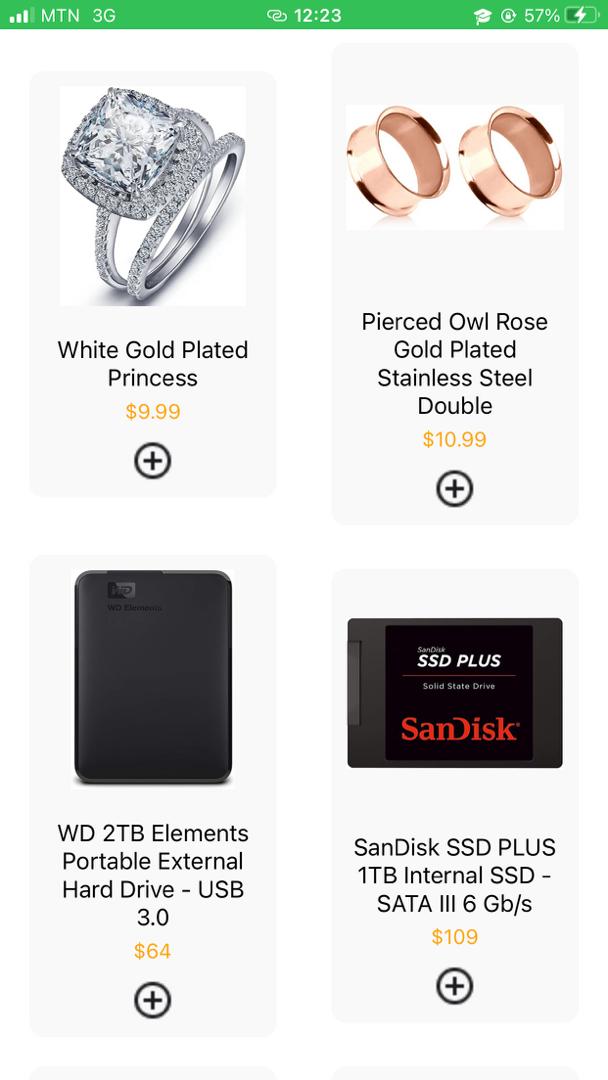 MTN 3G 12:23 57%
White Gold Plated
Princess
$9.99
Pierced Owl Rose
Gold Plated
Stainless Steel
Double
$10.99
WD
WD Elements
WD 2TB Elements
Portable External
Hard Drive - USB
3.0
$64
SanDisk
SSD PLUS
Solid State Drive
SanDisk®
SanDisk SSD PLUS
1TB Internal SSD -
SATA III 6 Gb/s
$109